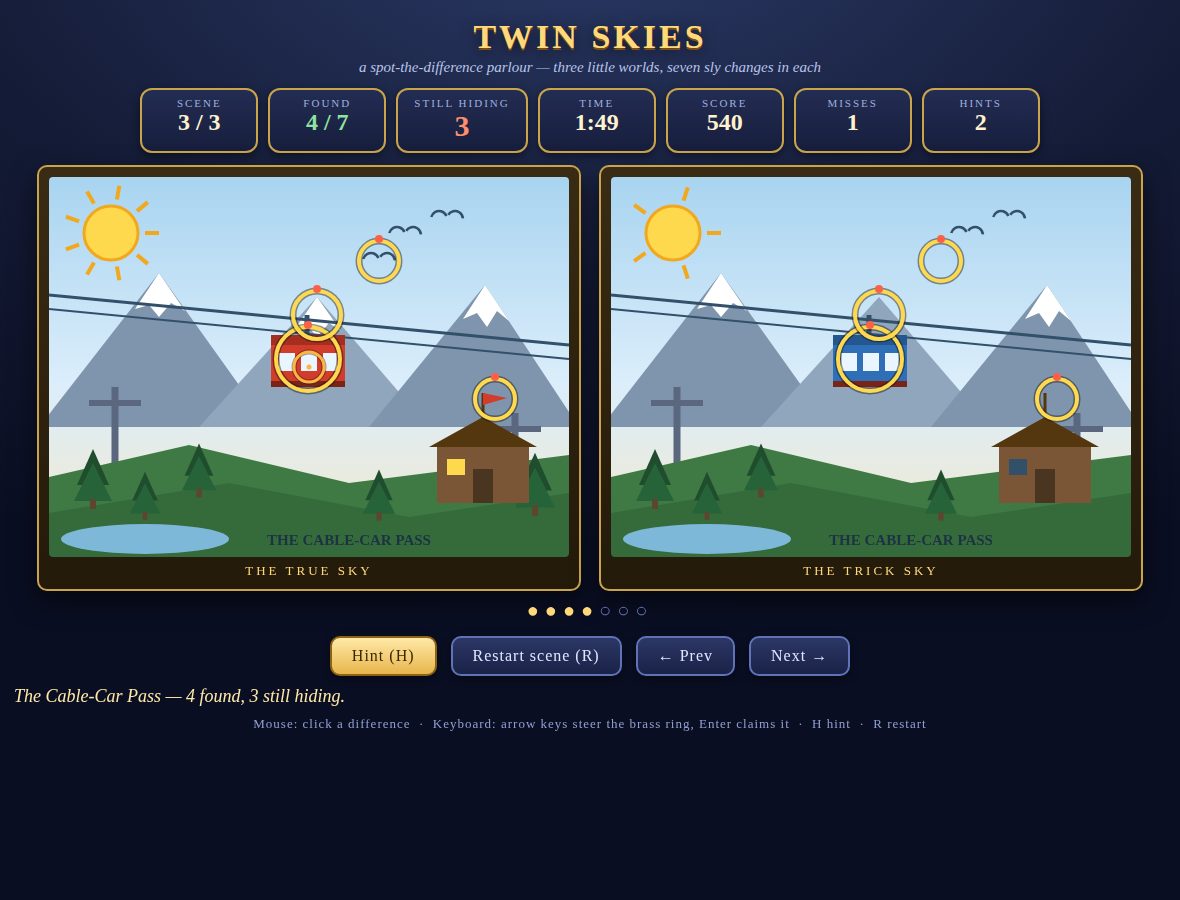 TWIN SKIES
a spot-the-difference parlour — three little worlds, seven sly changes in each
SCENE
3 / 3
FOUND
4 / 7
STILL HIDING
3
TIME
1:49
SCORE
540
MISSES
1
HINTS
2
THE CABLE-CAR PASS
THE TRUE SKY
THE CABLE-CAR PASS
THE TRICK SKY
Hint (H)
Restart scene (R)
← Prev
Next →
The Cable-Car Pass — 4 found, 3 still hiding.
Mouse: click a difference · Keyboard: arrow keys steer the brass ring, Enter claims it · H hint · R restart